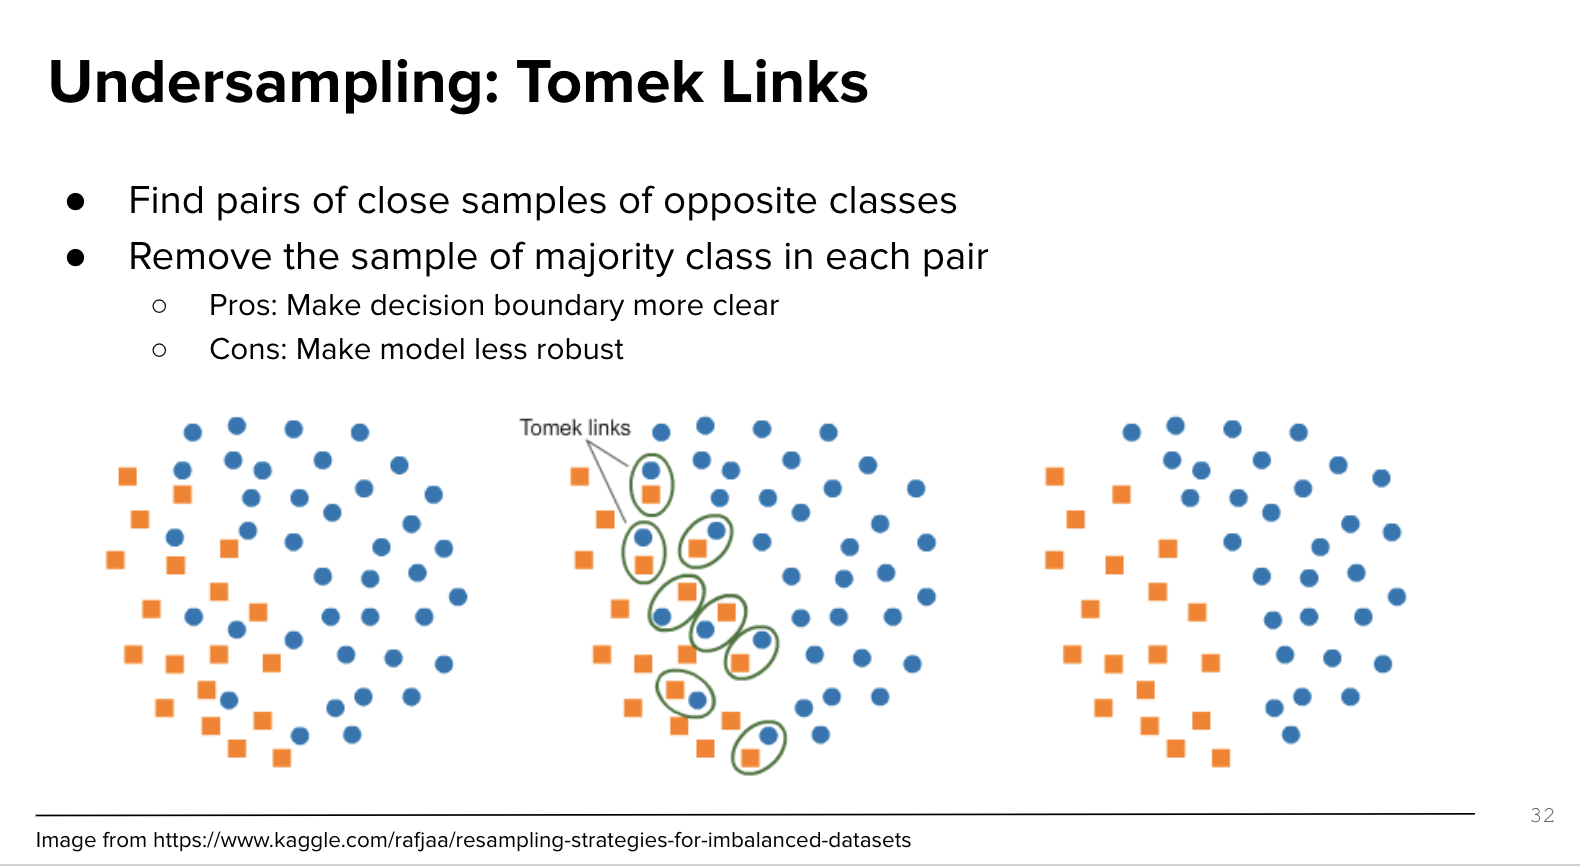 Undersampling: Tomek Links
● Find pairs of close samples of opposite classes
● Remove the sample of majority class in each pair
○ Pros: Make decision boundary more clear
○ Cons: Make model less robust
Tomek links
32
Image from https://www.kaggle.com/rafjaa/resampling-strategies-for-imbalanced-datasets